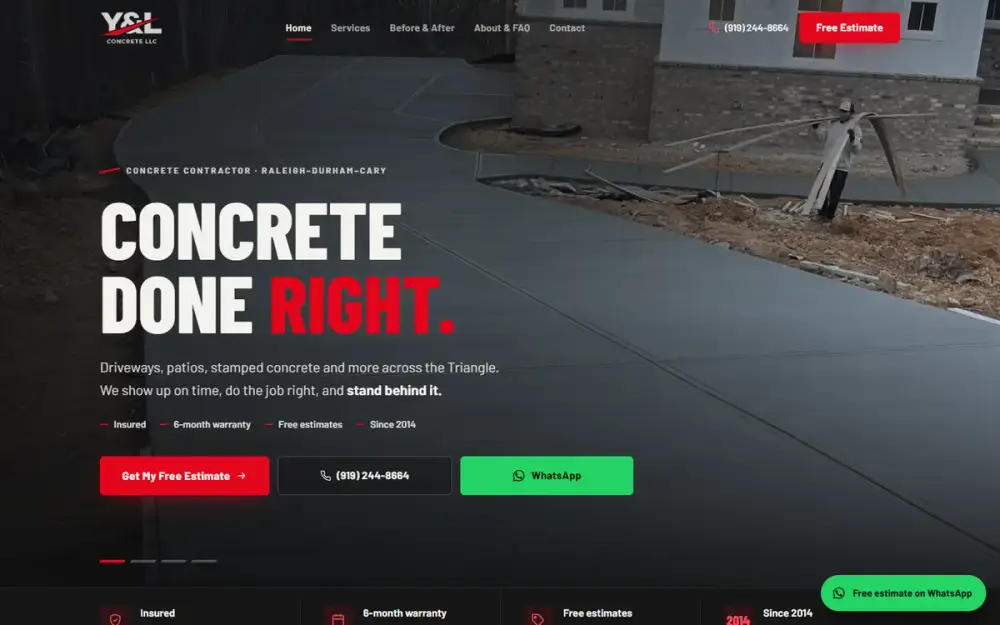 Y&L
CONCRETE LLC
Home Services Before & After About & FAQ Contact
(919) 244-8664
Free Estimate
CONCRETE CONTRACTOR · RALEIGH-DURHAM-CARY
CONCRETE
DONE RIGHT.
Driveways, patios, stamped concrete and more across the Triangle.
We show up on time, do the job right, and stand behind it.
Insured — 6-month warranty — Free estimates — Since 2014
Get My Free Estimate →
(919) 244-8664
WhatsApp
Free estimate on WhatsApp
Insured
6-month warranty
Free estimates
2014
Since 2014